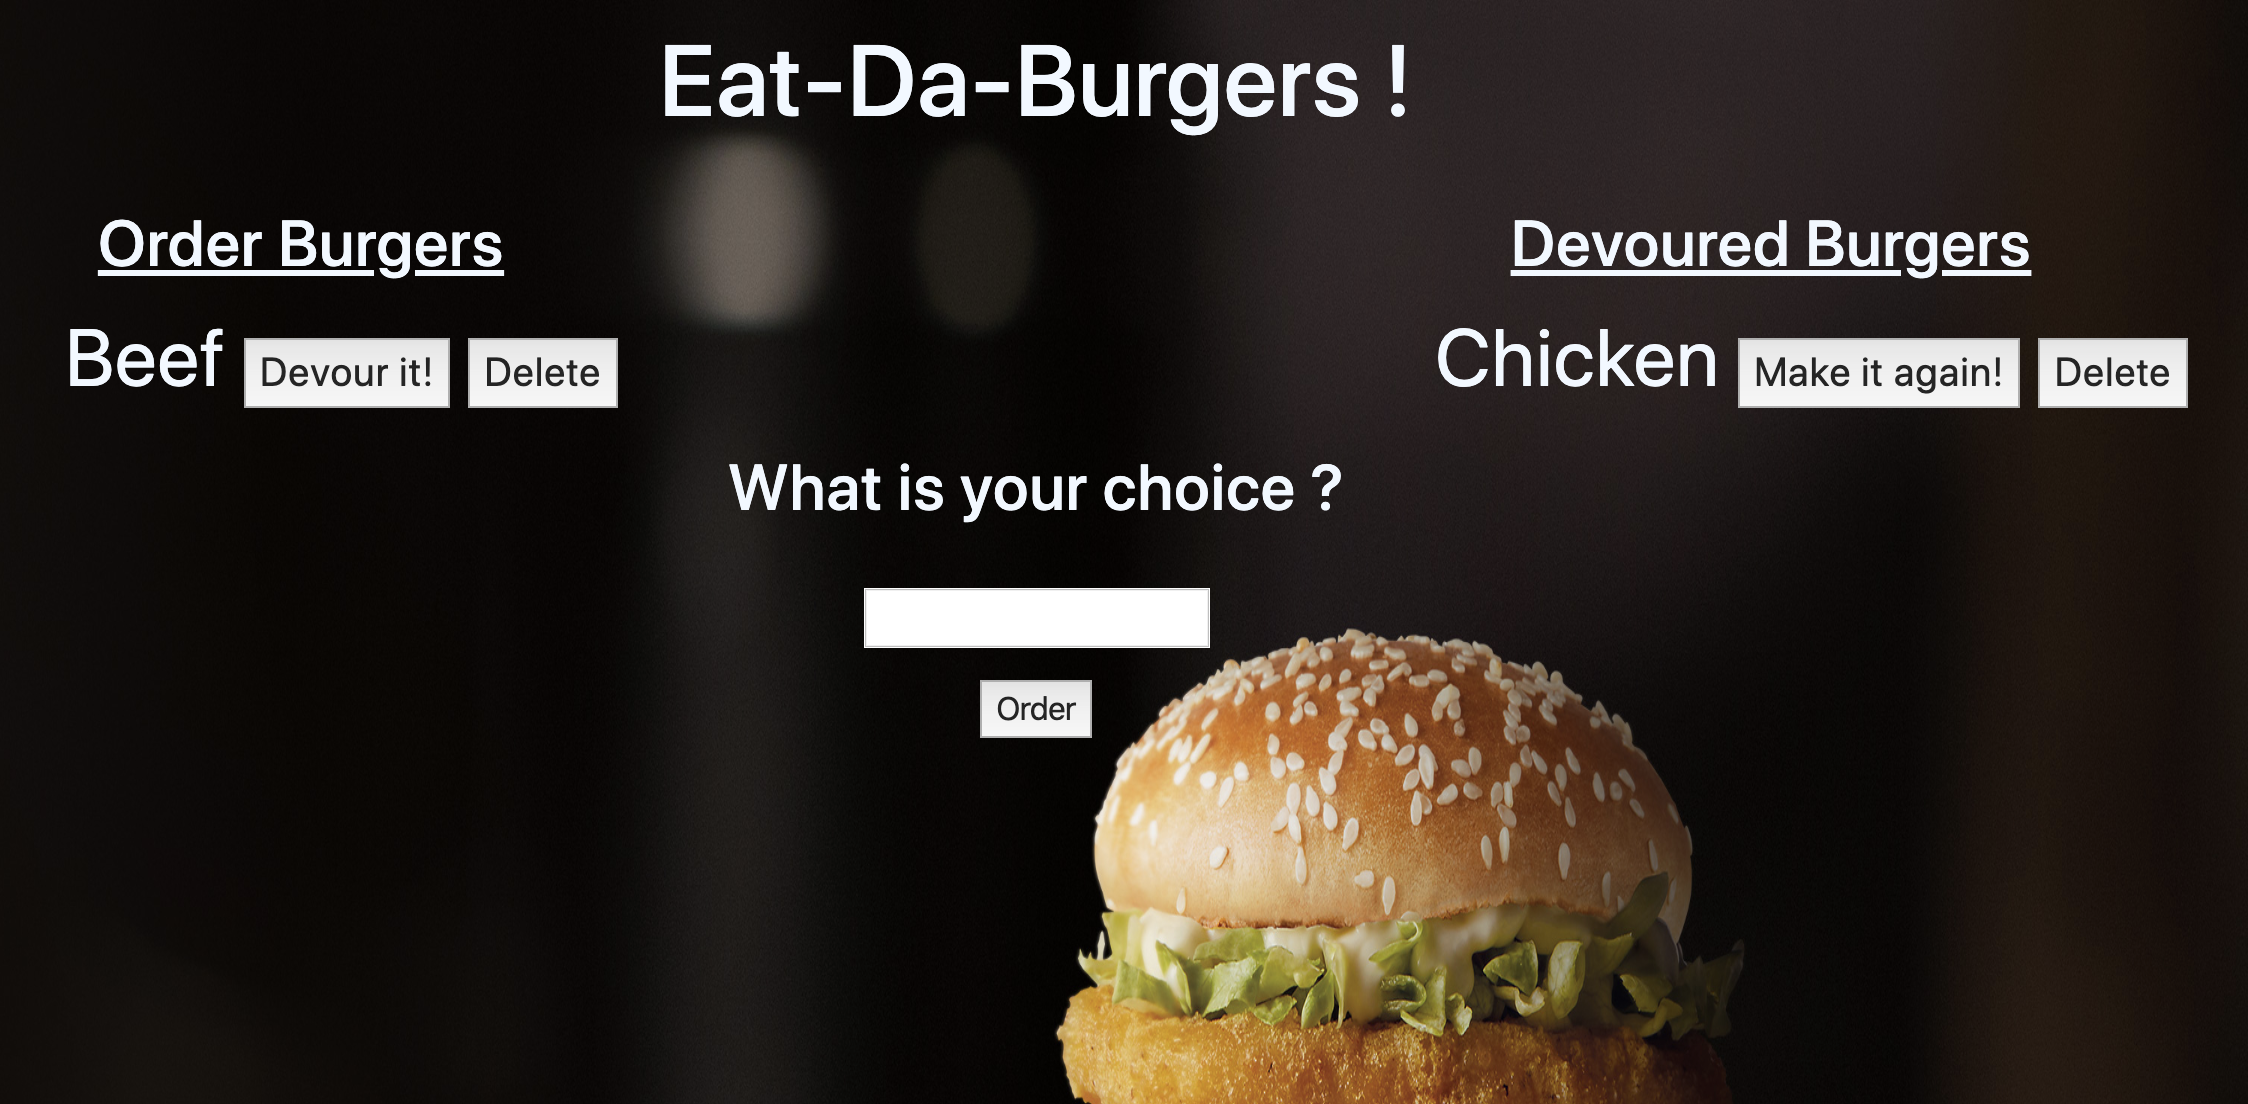 Eat-Da-Burgers !
Order Burgers
Devoured Burgers
Beef Devour it! Delete
Chicken Make it again! Delete
What is your choice ?
Order